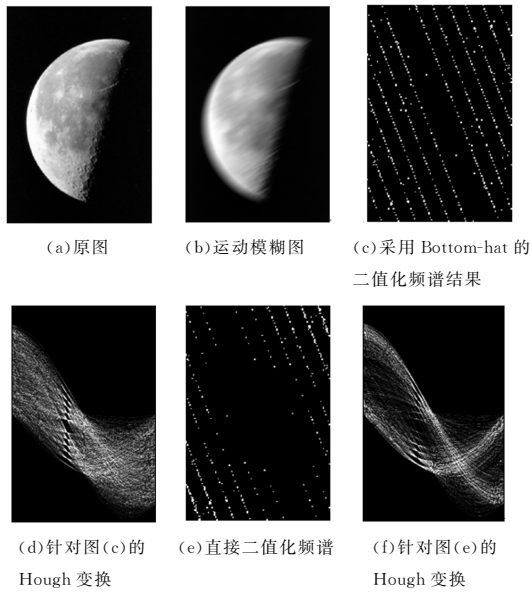 (a)原图
(b)运动模糊图
(c)采用 Bottom-hat 的
二值化频谱结果
(d)针对图(c)的
Hough 变换
(e)直接二值化频谱
(f)针对图(e)的
Hough 变换